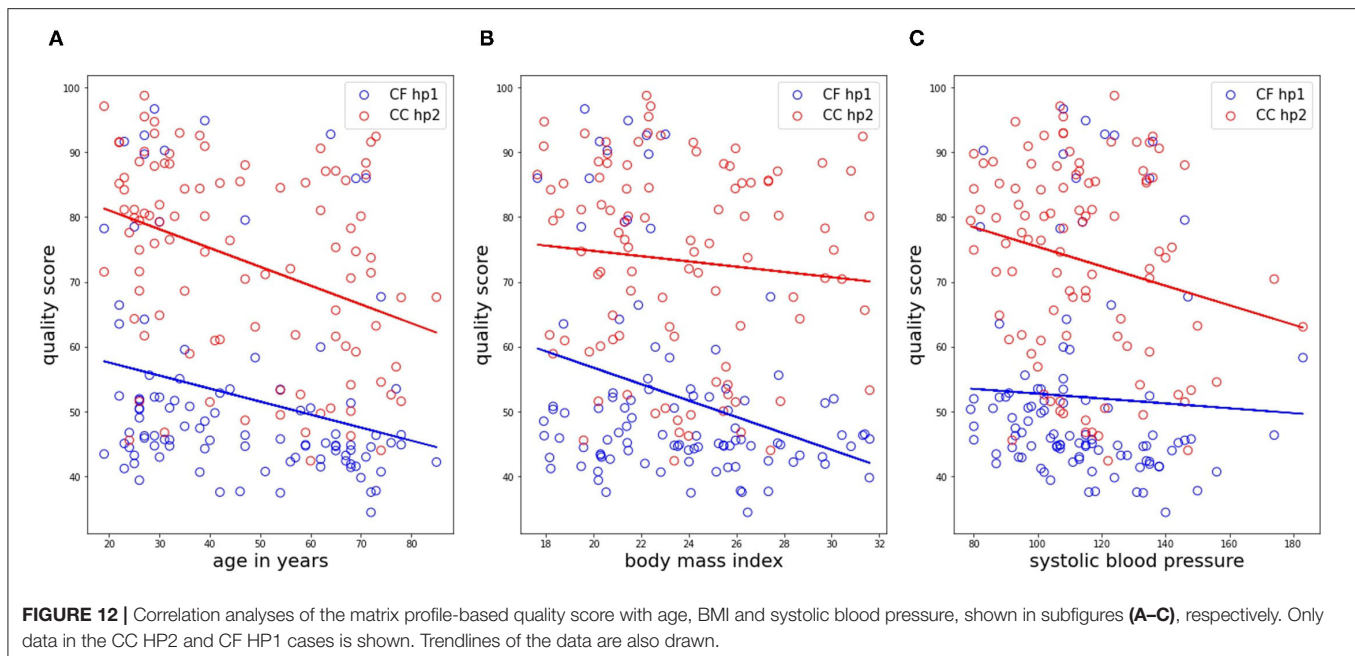 A
B
C
CF hp1
CC hp2
CF hp1
CC hp2
CF hp1
CC hp2
100
90
80
70
60
50
40
quality score
20 30 40 50 60 70 80
age in years
100
90
80
70
60
50
40
quality score
18 20 22 24 26 28 30 32
body mass index
100
90
80
70
60
50
40
quality score
80 100 120 140 160 180
systolic blood pressure
FIGURE 12 | Correlation analyses of the matrix profile-based quality score with age, BMI and systolic blood pressure, shown in subfigures (A–C), respectively. Only
data in the CC HP2 and CF HP1 cases is shown. Trendlines of the data are also drawn.